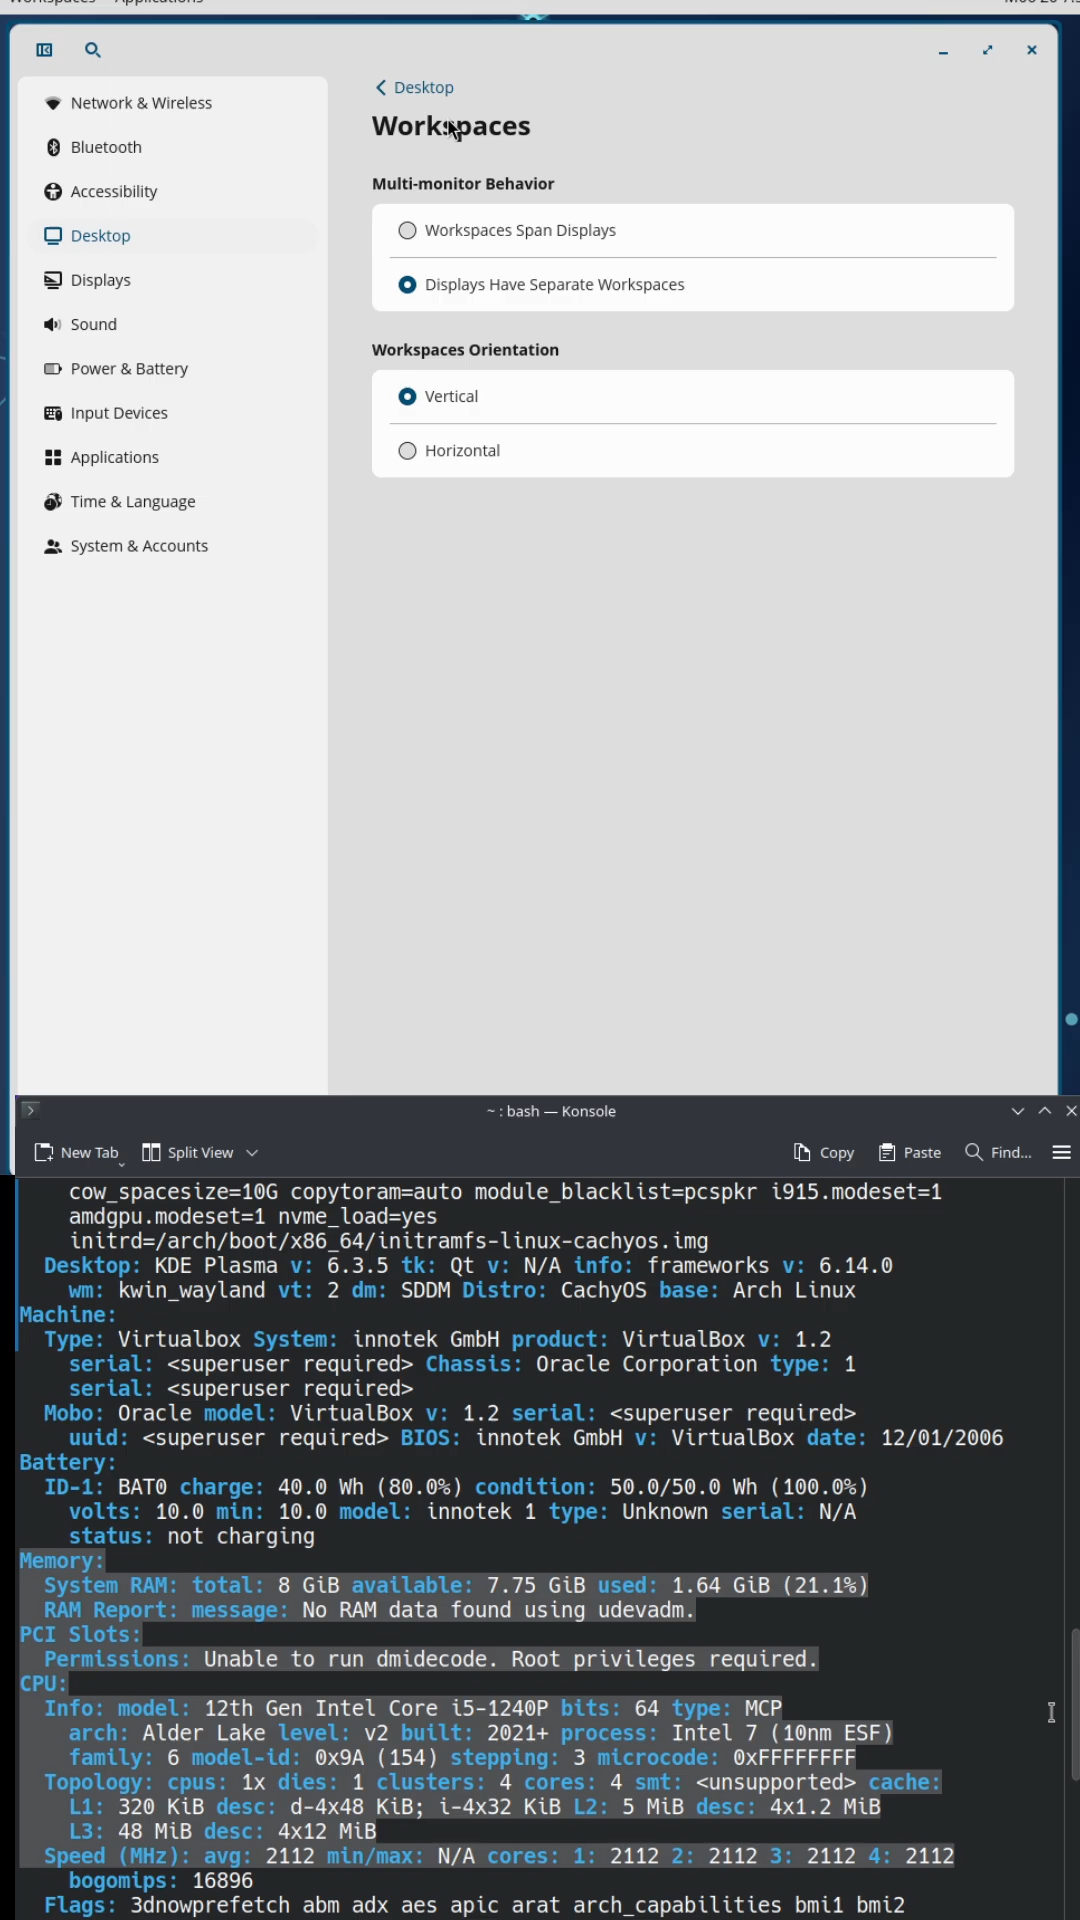 Workspaces Applications
Network & Wireless
Bluetooth
Accessibility
Desktop
Displays
Sound
Power & Battery
Input Devices
Applications
Time & Language
System & Accounts
Desktop
Workspaces
Multi-monitor Behavior
Workspaces Span Displays
Displays Have Separate Workspaces
Workspaces Orientation
Vertical
Horizontal
~ : bash — Konsole
New Tab Split View Copy Paste Find...
cow_spacesize=10G copytoram=auto module_blacklist=pcspkr i915.modeset=1
amdgpu.modeset=1 nvme_load=yes
initrd=/arch/boot/x86_64/initramfs-linux-cachyos.img
Desktop: KDE Plasma v: 6.3.5 tk: Qt v: N/A info: frameworks v: 6.14.0
wm: kwin_wayland vt: 2 dm: SDDM Distro: CachyOS base: Arch Linux
Machine:
Type: Virtualbox System: innotek GmbH product: VirtualBox v: 1.2
serial: <superuser required> Chassis: Oracle Corporation type: 1
serial: <superuser required>
Mobo: Oracle model: VirtualBox v: 1.2 serial: <superuser required>
uuid: <superuser required> BIOS: innotek GmbH v: VirtualBox date: 12/01/2006
Battery:
ID-1: BAT0 charge: 40.0 Wh (80.0%) condition: 50.0/50.0 Wh (100.0%)
volts: 10.0 min: 10.0 model: innotek 1 type: Unknown serial: N/A
status: not charging
Memory:
System RAM: total: 8 GiB available: 7.75 GiB used: 1.64 GiB (21.1%)
RAM Report: message: No RAM data found using udevadm.
PCI Slots:
Permissions: Unable to run dmidecode. Root privileges required.
CPU:
Info: model: 12th Gen Intel Core i5-1240P bits: 64 type: MCP
arch: Alder Lake level: v2 built: 2021+ process: Intel 7 (10nm ESF)
family: 6 model-id: 0x9A (154) stepping: 3 microcode: 0xFFFFFFFF
Topology: cpus: 1x dies: 1 clusters: 4 cores: 4 smt: <unsupported> cache:
L1: 320 KiB desc: d-4x48 KiB; i-4x32 KiB L2: 5 MiB desc: 4x1.2 MiB
L3: 48 MiB desc: 4x12 MiB
Speed (MHz): avg: 2112 min/max: N/A cores: 1: 2112 2: 2112 3: 2112 4: 2112
bogomips: 16896
Flags: 3dnowprefetch abm adx aes apic arat arch_capabilities bmi1 bmi2